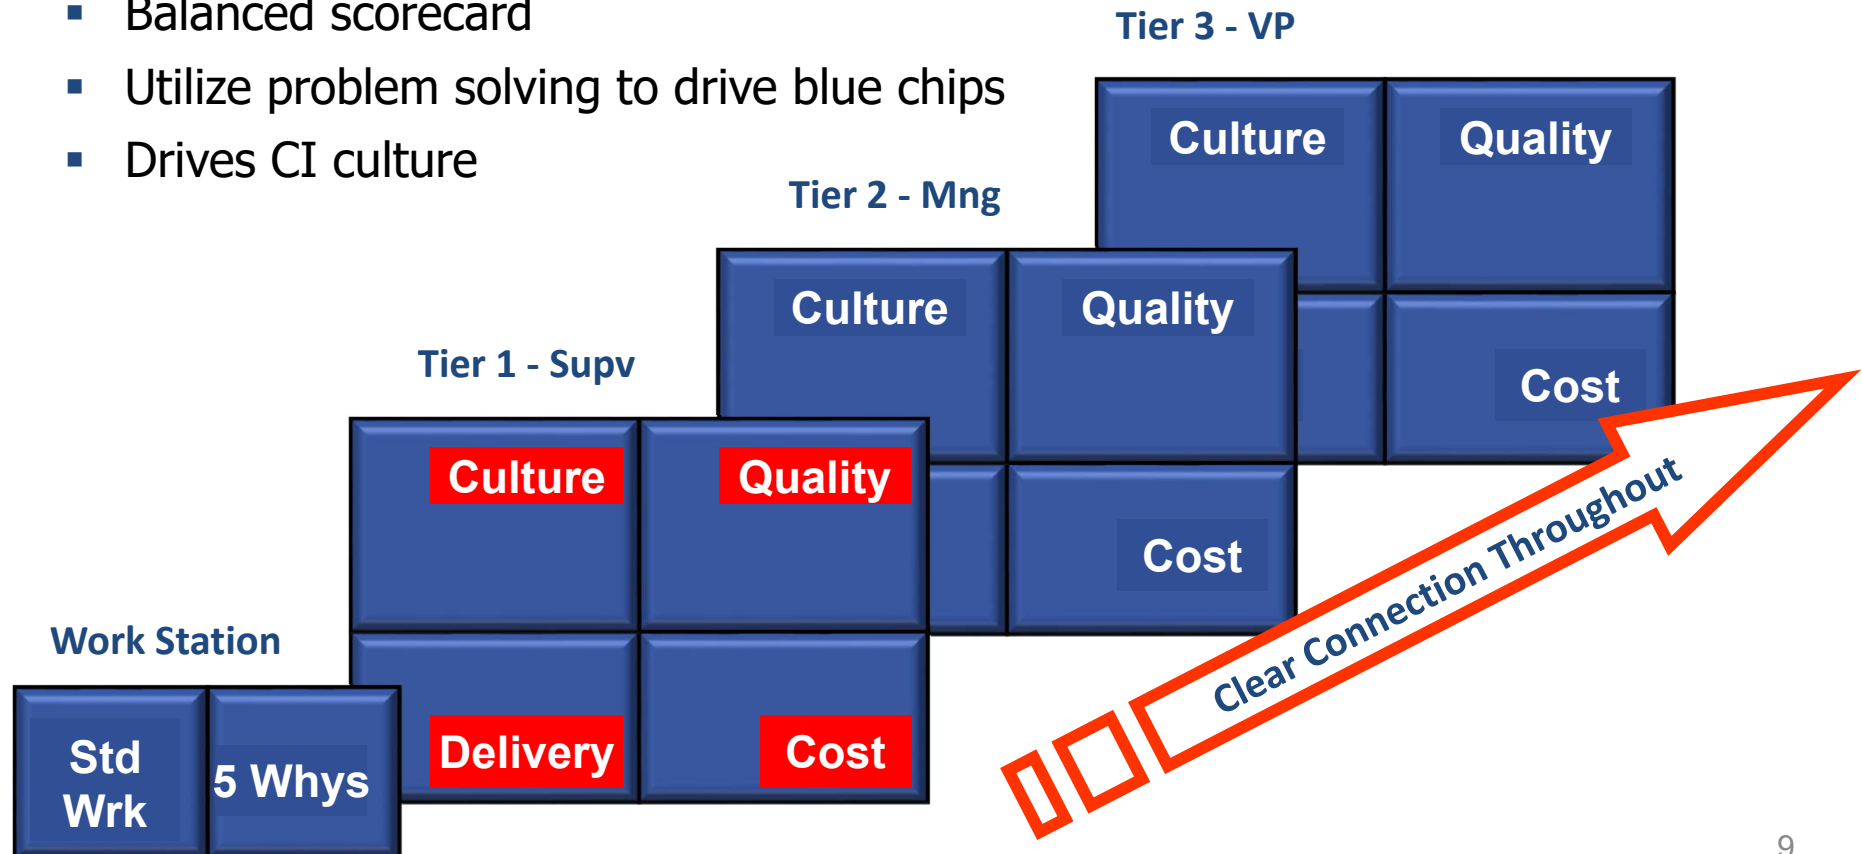 Balanced scorecard
Utilize problem solving to drive blue chips
Drives CI culture
Tier 3 - VP
Culture
Quality
Cost
Tier 2 - Mng
Culture
Quality
Cost
Tier 1 - Supv
Culture
Quality
Delivery
Cost
Work Station
Std
Wrk
5 Whys
Clear Connection Throughout
9